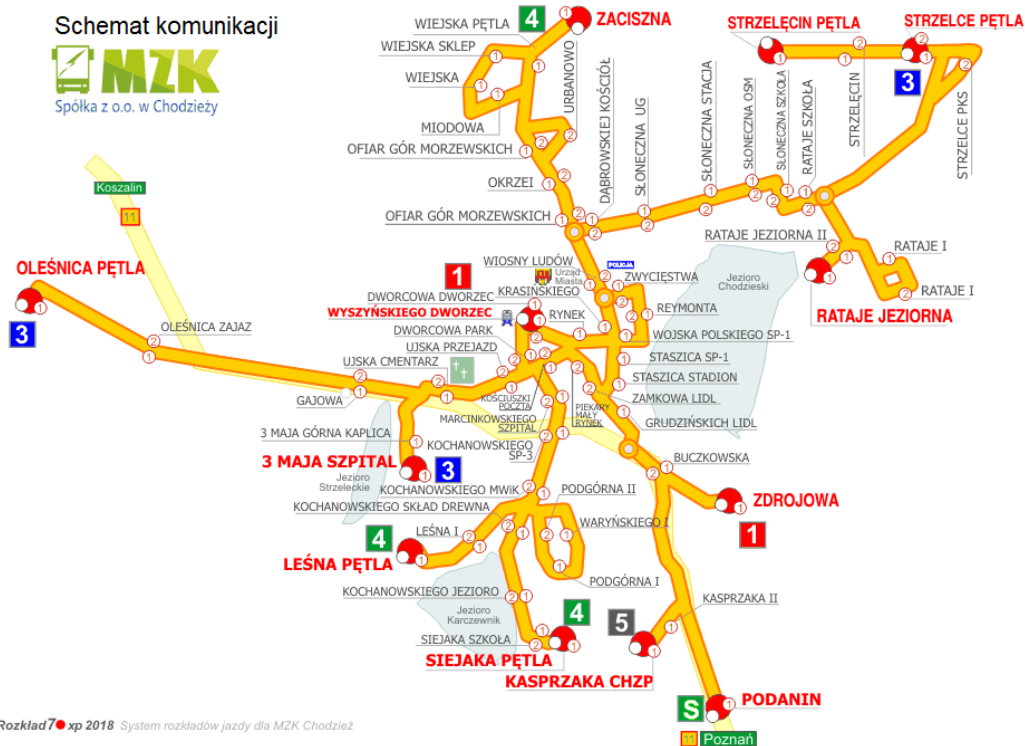 Schemat komunikacji
MZK
Spółka z o.o. w Chodzieży
WIEJSKA PĘTLA
4
ZACISZNA
STRZELĘCIN PĘTLA
STRZELCE PĘTLA
WIEJSKA SKLEP
WIEJSKA
MIODOWA
URBANOWO
3
OFIAR GÓR MORZEWSKICH
DĄBROWSKIEJ KOŚCIÓŁ
SŁONECZNA UG
SŁONECZNA STACJA
SŁONECZNA OSM
SŁONECZNA SZKOŁA
RATAJE SZKOŁA
STRZELĘCIN
STRZELCE PKS
OKRZEI
Koszalin
11
OFIAR GÓR MORZEWSKICH
RATAJE JEZIORNA II
RATAJE I
RATAJE I
RATAJE JEZIORNA
OLEŚNICA PĘTLA
3
OLEŚNICA ZAJAZ
WIOSNY LUDÓW
POLICJA
Urząd
Miasta
ZWYCIĘSTWA
Jezioro
Chodzieski
1
DWORCOWA DWORZEC
KRASIŃSKIEGO
REYMONTA
WYSZYŃSKIEGO DWORZEC
RYNEK
DWORCOWA PARK
WOJSKA POLSKIEGO SP-1
UJSKA PRZEJAZD
STASZICA SP-1
UJSKA CMENTARZ
STASZICA STADION
GAJOWA
KOŚCIUSZKI
POCZTA
PIEKARY
MAŁY
RYNEK
ZAMKOWA LIDL
MARCINKOWSKIEGO
SZPITAL
GRUDZIŃSKICH LIDL
3 MAJA GÓRNA KAPLICA
KOCHANOWSKIEGO
SP-3
BUCZKOWSKA
3 MAJA SZPITAL
3
Jezioro
Strzeleckie
KOCHANOWSKIEGO MWiK
PODGÓRNA II
ZDROJOWA
1
KOCHANOWSKIEGO SKŁAD DREWNA
LEŚNA I
WARYŃSKIEGO I
4
LEŚNA PĘTLA
PODGÓRNA I
KOCHANOWSKIEGO JEZIORO
KASPRZAKA II
Jezioro
Karczewnik
4
5
SIEJAKA SZKOŁA
SIEJAKA PĘTLA
KASPRZAKA CHZP
S
PODANIN
Rozkład7 xp 2018 System rozkładów jazdy dla MZK Chodzież
11
Poznań